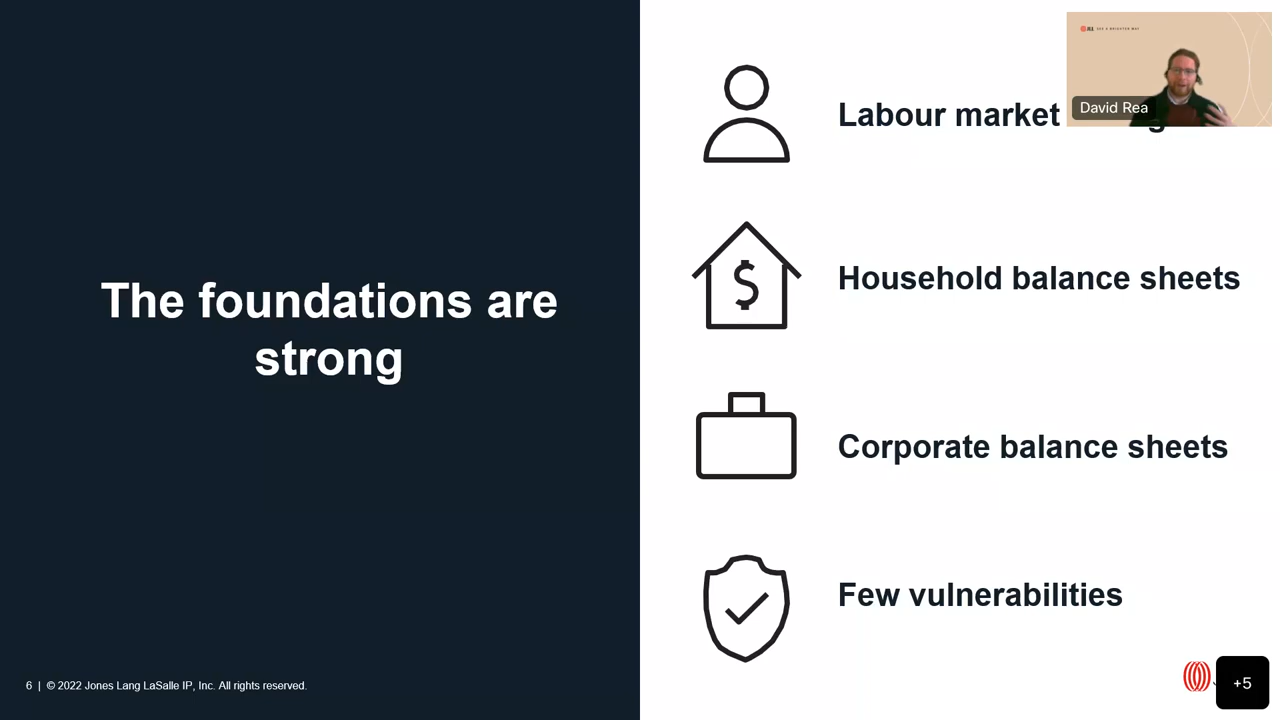 The foundations are
strong
Labour market
Household balance sheets
Corporate balance sheets
Few vulnerabilities
David Rea
6 | © 2022 Jones Lang LaSalle IP, Inc. All rights reserved.
+5